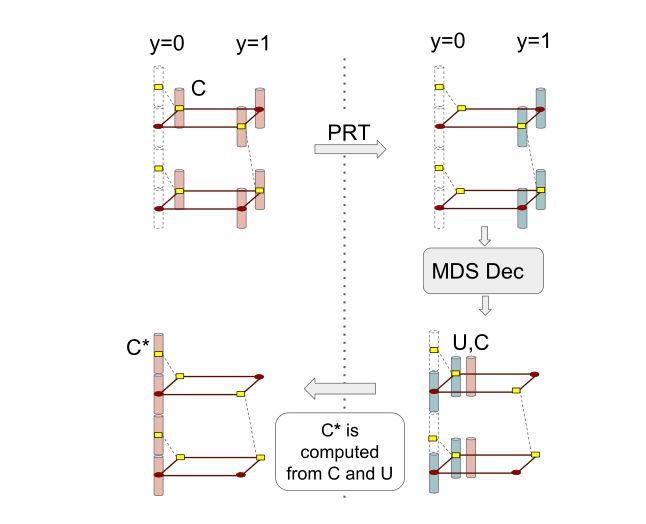 y=0 y=1
y=0 y=1
C
PRT
MDS Dec
C*
U,C
C* is
computed
from C and U